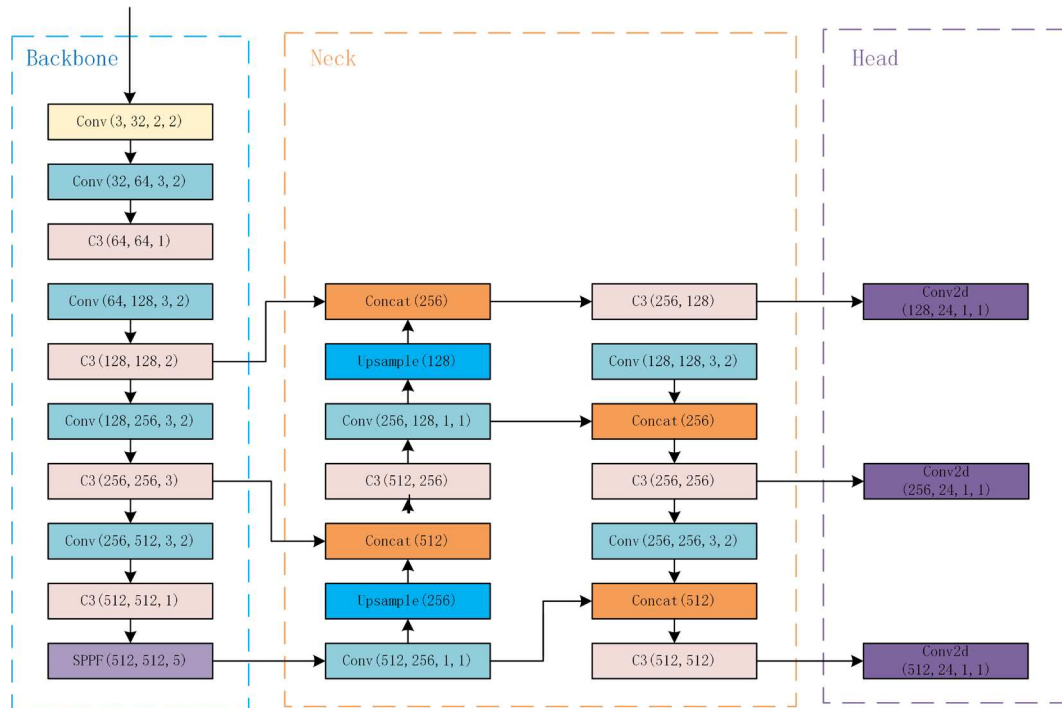 Backbone
Conv(3,32,2,2)
Conv(32,64,3,2)
C3(64,64,1)
Conv(64,128,3,2)
C3(128,128,2)
Conv(128,256,3,2)
C3(256,256,3)
Conv(256,512,3,2)
C3(512,512,1)
SPPF(512,512,5)
Neck
Concat(256)
Upsample(128)
Conv(256,128,1,1)
C3(512,256)
Concat(512)
Upsample(256)
Conv(512,256,1,1)
C3(256,128)
Conv(128,128,3,2)
Concat(256)
C3(256,256)
Conv(256,256,3,2)
Concat(512)
C3(512,512)
Head
Conv2d
(128,24,1,1)
Conv2d
(256,24,1,1)
Conv2d
(512,24,1,1)